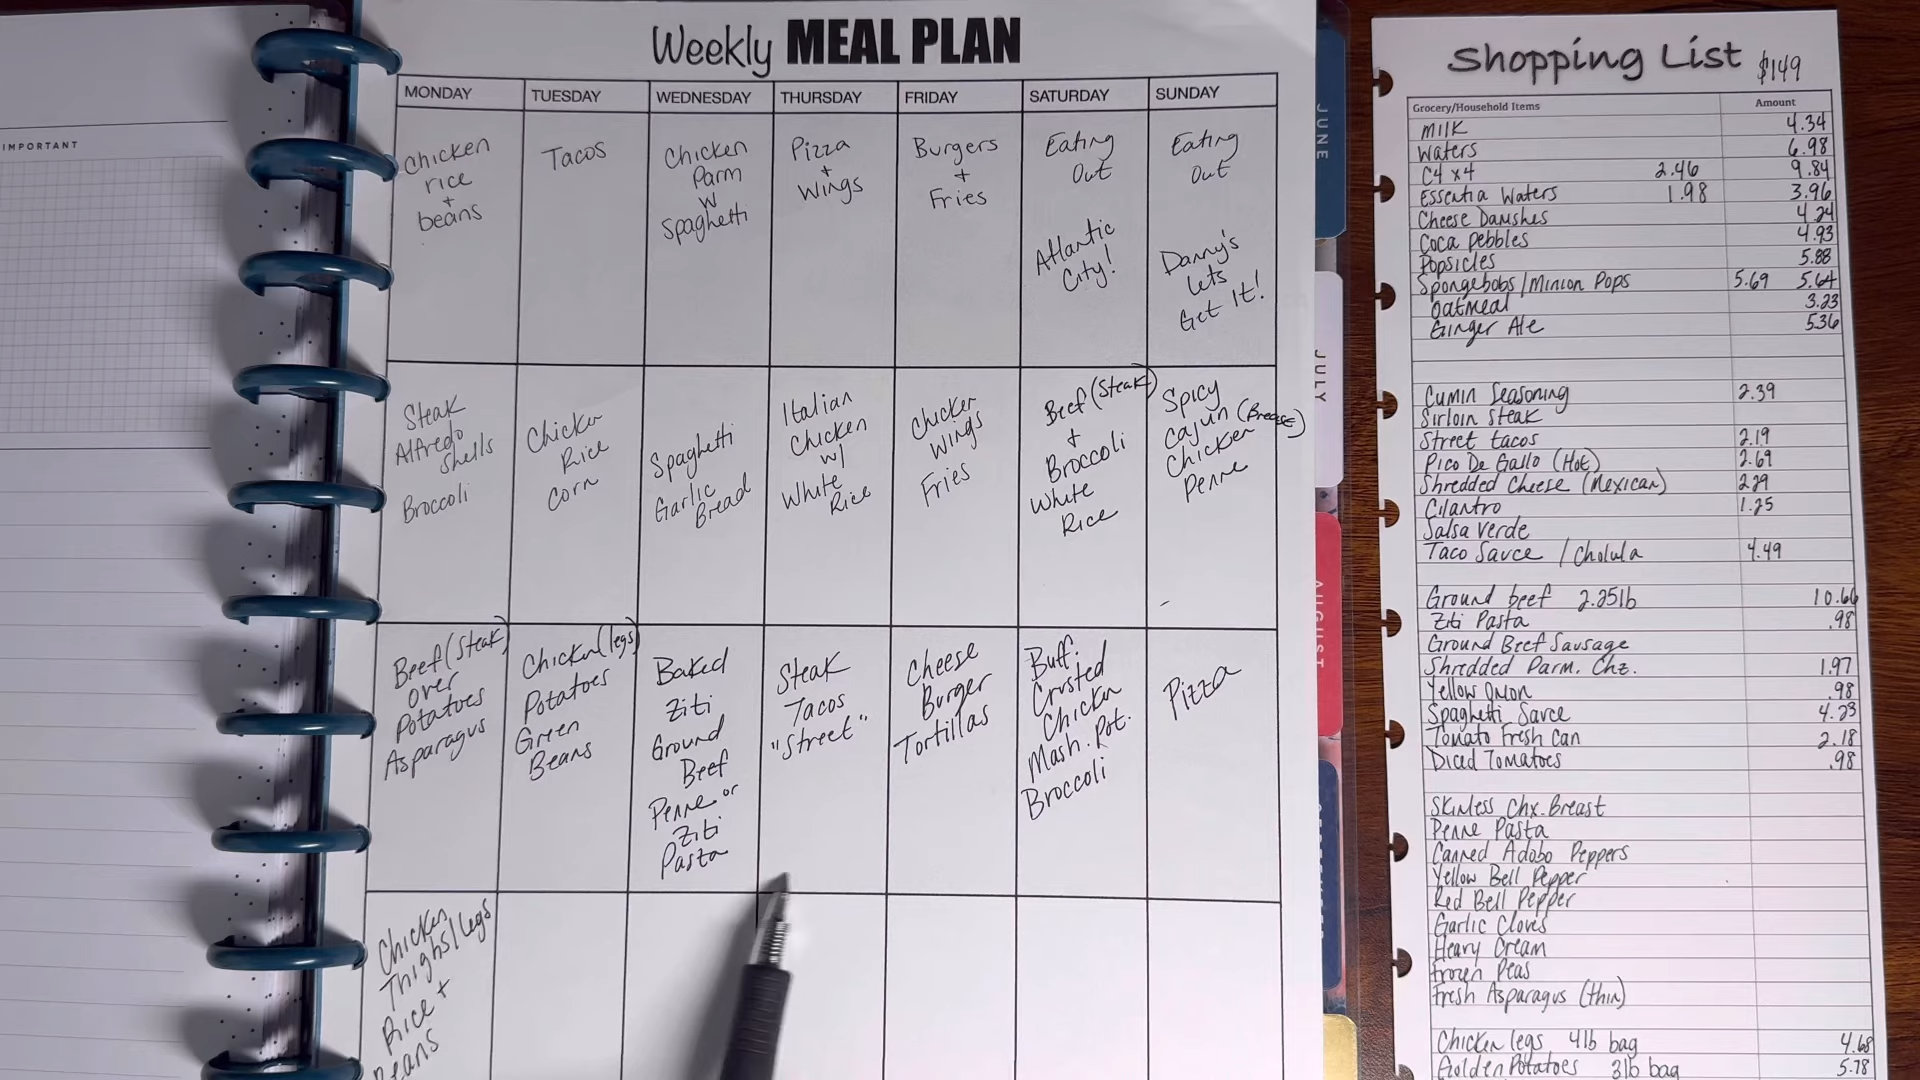 IMPORTANT
Weekly MEAL PLAN
MONDAY
TUESDAY
WEDNESDAY
THURSDAY
FRIDAY
SATURDAY
SUNDAY
Chicken
rice
+
beans
Tacos
Chicken
Parm
w
Spaghetti
Pizza
+
Wings
Burgers
+
Fries
Eating
Out
Atlantic
City!
Eating
Out
Danny's
Lets
Get It!
Steak
Alfredo
Shells
Broccoli
Chicken
Rice
Corn
Spaghetti
Garlic
Bread
Italian
Chicken
w/
White
Rice
Chicken
Wings
Fries
Beef (Steak)
+
Broccoli
White
Rice
Spicy
Cajun
Chicken
Penne
Beef (Steak)
over
Potatoes
Asparagus
Chicken (legs)
Potatoes
Green
Beans
Baked
Ziti
Ground
Beef
Penne or
Ziti
Pasta
Steak
Tacos
"Street"
Cheese
Burger
Tortillas
Buff.
Crusted
Chicken
Mash. Pot.
Broccoli
Pizza
Chicken
Thighs/legs
Rice +
Beans
JUNE
JULY
AUGUST
Shopping List $149
Grocery/Household Items Amount
Milk 4.34
Waters 6.98
C4 x4 2.46 9.84
Essentia Waters 1.98 3.96
Cheese Danishes 4.24
Coca Pebbles 4.93
Popsicles 5.88
Spongebobs/Minion Pops 5.69 5.64
Oatmeal 3.23
Ginger Ale 5.36
Cumin Seasoning 2.39
Sirloin Steak
Street tacos 2.19
Pico De Gallo (Hot) 2.69
Shredded Cheese (Mexican) 2.29
Cilantro 1.25
Salsa Verde
Taco Sauce / Cholula 4.49
Ground beef 2.25lb 10.66
Ziti Pasta .98
Ground Beef Sausage
Shredded Parm. Chz. 1.97
Yellow Onion .98
Spaghetti Sauce 4.23
Tomato Fresh Can 2.18
Diced Tomatoes .98
Skinless Chx. Breast
Penne Pasta
Canned Adobo Peppers
Yellow Bell Pepper
Red Bell Pepper
Garlic Cloves
Heavy Cream
Frozen Peas
Fresh Asparagus (thin)
Chicken legs 4lb bag 4.68
Golden Potatoes 3lb bag 5.78